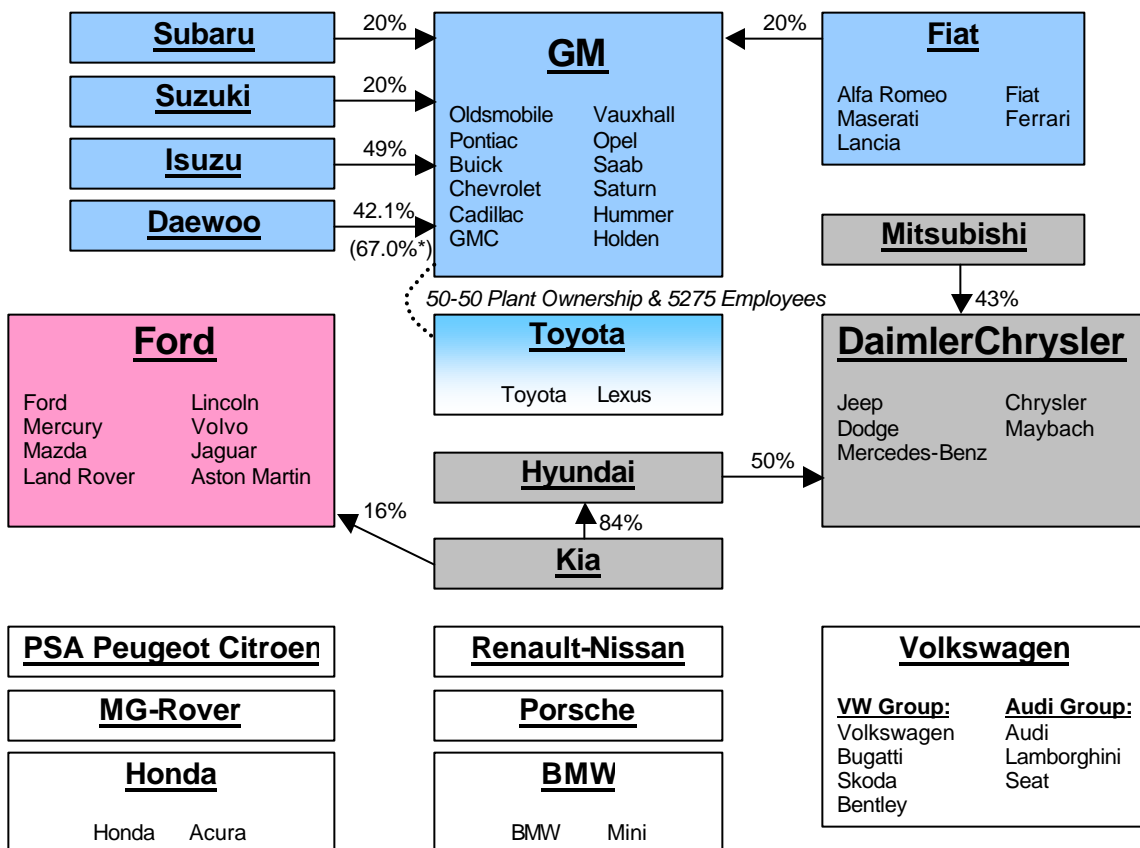 Subaru
20%
Suzuki
20%
Isuzu
49%
Daewoo
42.1%
(67.0%*)
GM
Oldsmobile Vauxhall
Pontiac Opel
Buick Saab
Chevrolet Saturn
Cadillac Hummer
GMC Holden
20%
Fiat
Alfa Romeo Fiat
Maserati Ferrari
Lancia
Mitsubishi
43%
50-50 Plant Ownership & 5275 Employees
Ford
Ford Lincoln
Mercury Volvo
Mazda Jaguar
Land Rover Aston Martin
Toyota
Toyota Lexus
DaimlerChrysler
Jeep Chrysler
Dodge Maybach
Mercedes-Benz
Hyundai
50%
16%
84%
Kia
PSA Peugeot Citroen
Renault-Nissan
MG-Rover
Porsche
Honda
Honda Acura
BMW
BMW Mini
Volkswagen
VW Group: Audi Group:
Volkswagen Audi
Bugatti Lamborghini
Skoda Seat
Bentley